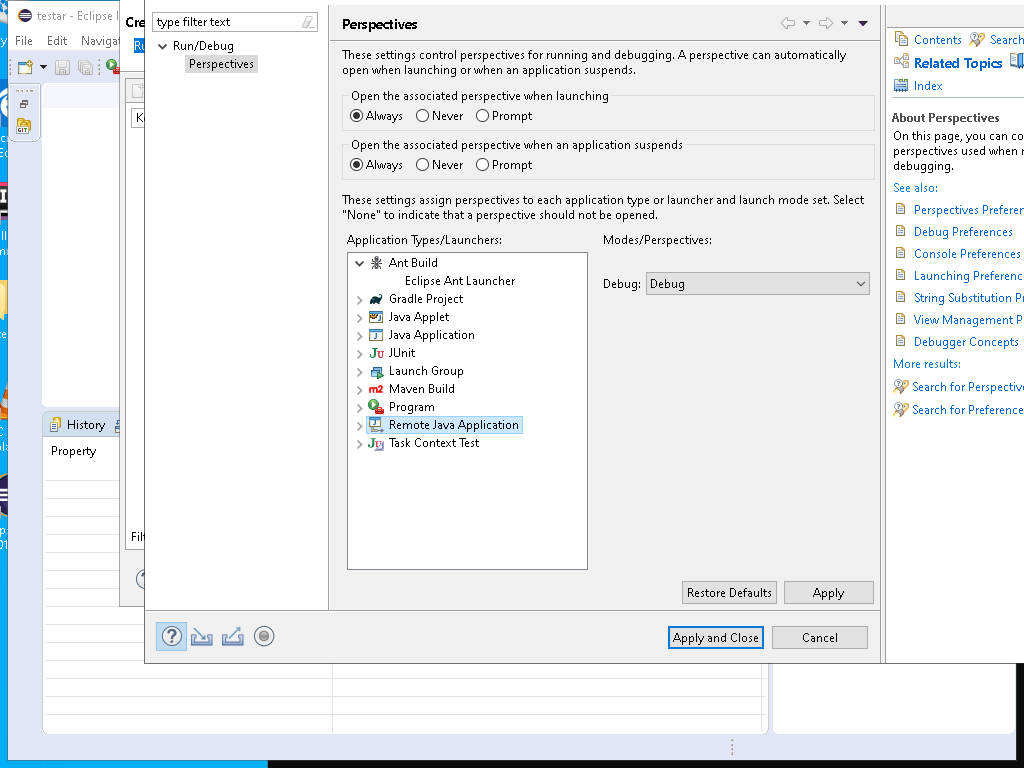 testar - Eclipse I
File Edit Navigat
Cre
type filter text
Run/Debug
Perspectives
Perspectives
These settings control perspectives for running and debugging. A perspective can automatically
open when launching or when an application suspends.
Open the associated perspective when launching
Always Never Prompt
Open the associated perspective when an application suspends
Always Never Prompt
These settings assign perspectives to each application type or launcher and launch mode set. Select
"None" to indicate that a perspective should not be opened.
Application Types/Launchers:
Modes/Perspectives:
Ant Build
Eclipse Ant Launcher
Gradle Project
Java Applet
Java Application
JUnit
Launch Group
Maven Build
Program
Remote Java Application
Task Context Test
Debug: Debug
Restore Defaults Apply
Apply and Close Cancel
Contents Search
Related Topics
Index
About Perspectives
On this page, you can co
perspectives used when r
debugging.
See also:
Perspectives Preferen
Debug Preferences
Console Preferences
Launching Preferenc
String Substitution Pr
View Management P
Debugger Concepts
More results:
Search for Perspective
Search for Preference
History
Property
Filt